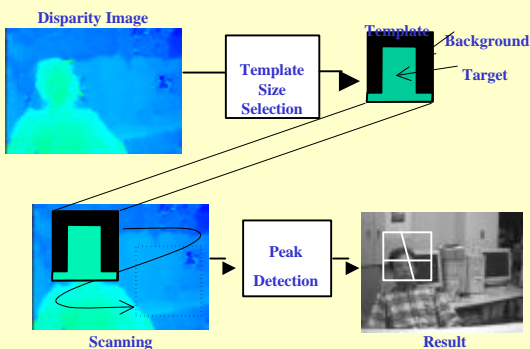 Disparity Image
Template
Background
Target
Template
Size
Selection
Peak
Detection
Scanning
Result